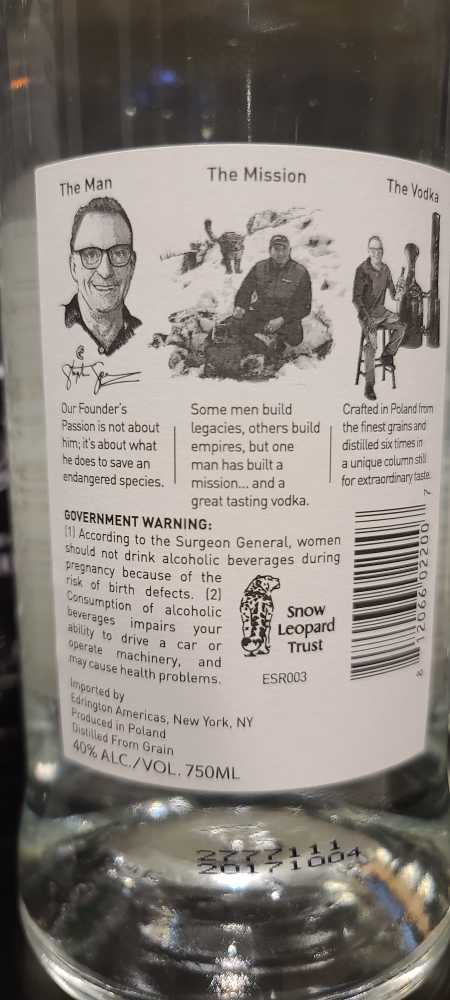 The Man
The Mission
The Vodka
Our Founder's
Passion is not about
him; it's about what
he does to save an
endangered species.
Some men build
legacies, others build
empires, but one
man has built a
mission... and a
great tasting vodka.
Crafted in Poland from
the finest grains and
distilled six times in
a unique column still
for extraordinary taste.
GOVERNMENT WARNING:
(1) According to the Surgeon General, women
should not drink alcoholic beverages during
pregnancy because of the
risk of birth defects. (2)
Consumption of alcoholic
beverages impairs your
ability to drive a car or
operate machinery, and
may cause health problems.
Snow
Leopard
Trust
ESR003
8 12066 02200 7
Imported by
Edrington Americas, New York, NY
Produced in Poland
Distilled From Grain
40% ALC./VOL. 750ML
2777111
20171004